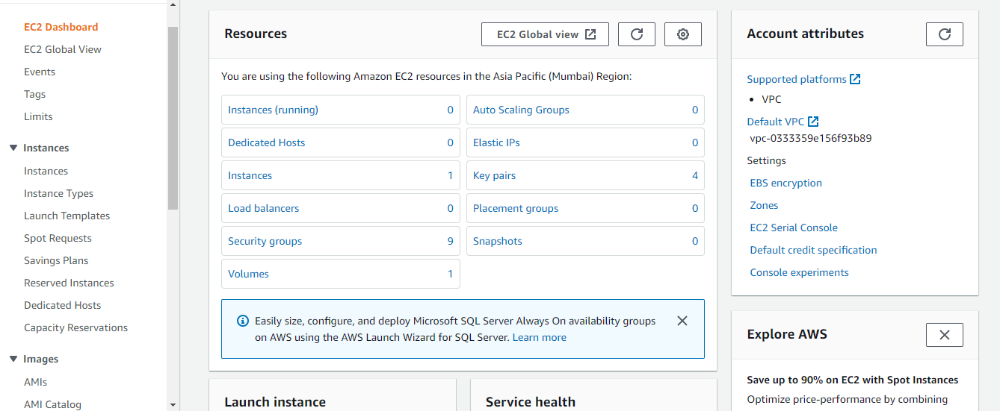 EC2 Dashboard
EC2 Global View
Events
Tags
Limits
Instances
Instances
Instance Types
Launch Templates
Spot Requests
Savings Plans
Reserved Instances
Dedicated Hosts
Capacity Reservations
Images
AMIs
AMI Catalog
Resources
EC2 Global view
You are using the following Amazon EC2 resources in the Asia Pacific (Mumbai) Region:
Instances (running) 0
Auto Scaling Groups 0
Dedicated Hosts 0
Elastic IPs 0
Instances 1
Key pairs 4
Load balancers 0
Placement groups 0
Security groups 9
Snapshots 0
Volumes 1
Easily size, configure, and deploy Microsoft SQL Server Always On availability groups
on AWS using the AWS Launch Wizard for SQL Server. Learn more
Launch instance
Service health
Account attributes
Supported platforms
• VPC
Default VPC
vpc-0333359e156f93b89
Settings
EBS encryption
Zones
EC2 Serial Console
Default credit specification
Console experiments
Explore AWS
Save up to 90% on EC2 with Spot Instances
Optimize price-performance by combining